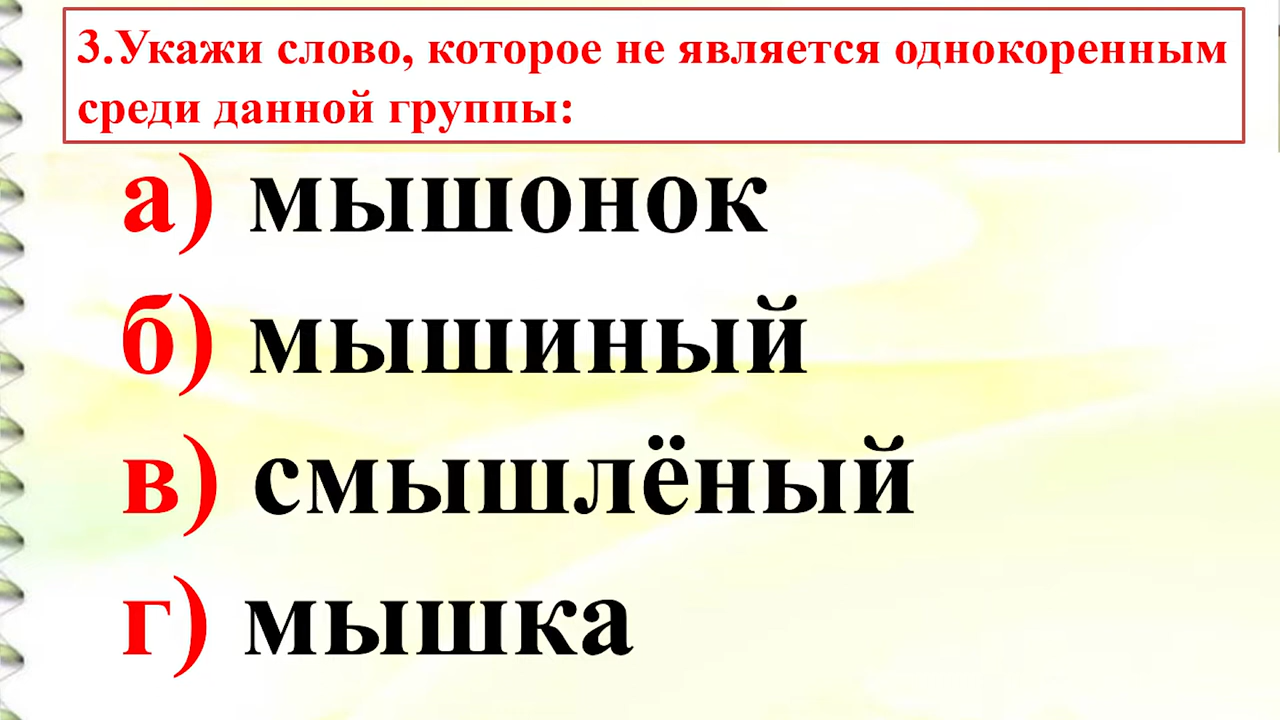 3.Укажи слово, которое не является однокоренным
среди данной группы:
а) мышонок
б) мышиный
в) смышлёный
г) мышка